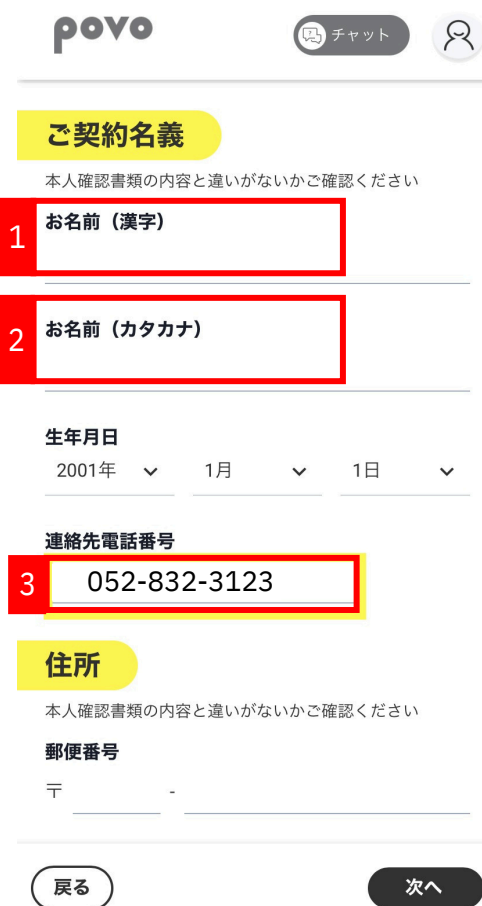 povo
チャット
ご契約名義
本人確認書類の内容と違いがないかご確認ください
1 お名前（漢字）
2 お名前（カタカナ）
生年月日
2001年 1月 1日
連絡先電話番号
3 052-832-3123
住所
本人確認書類の内容と違いがないかご確認ください
郵便番号
〒 -
戻る 次へ